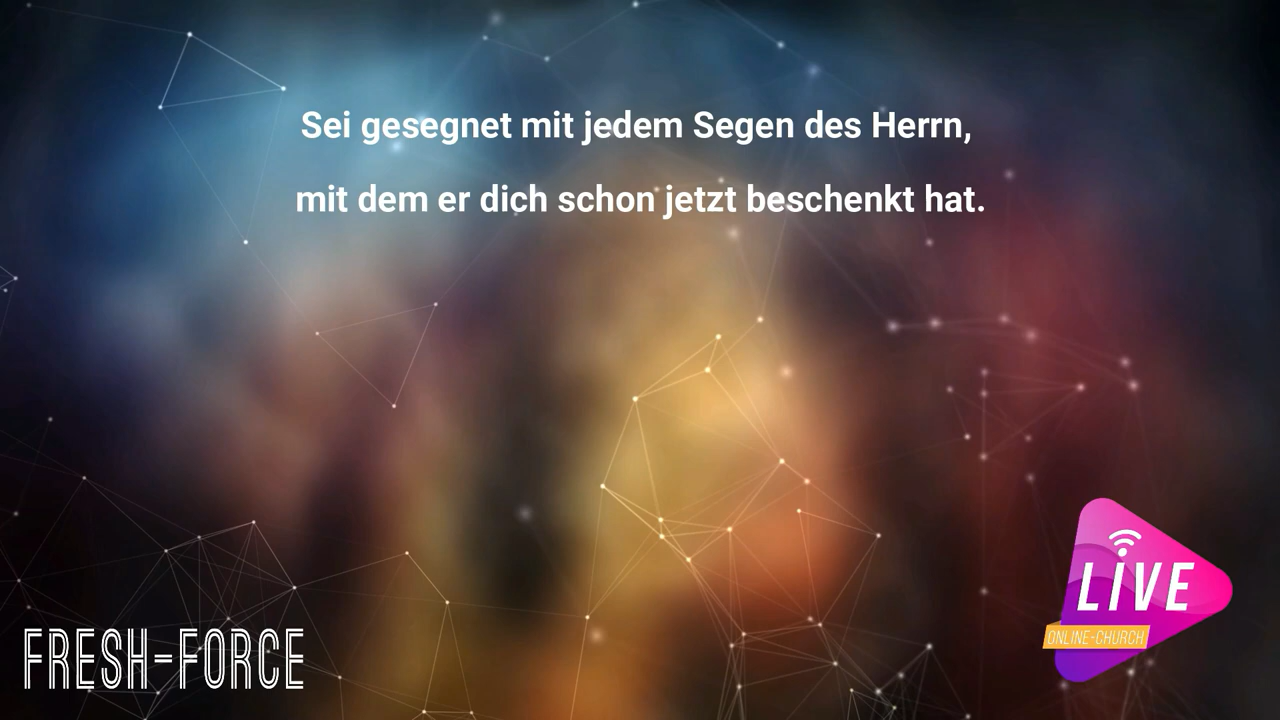 Sei gesegnet mit jedem Segen des Herrn,
mit dem er dich schon jetzt beschenkt hat.
LIVE
ONLINE-CHURCH
FRESH-FORCE